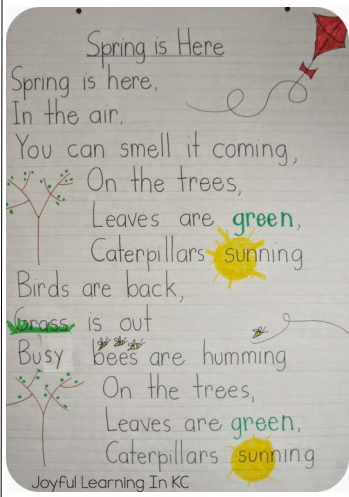 Spring is Here
Spring is here,
In the air.
You can smell it coming,
On the trees,
Leaves are green,
Caterpillars sunning
Birds are back,
Grass is out
Busy bees are humming
On the trees,
Leaves are green,
Caterpillars sunning
Joyful Learning In KC